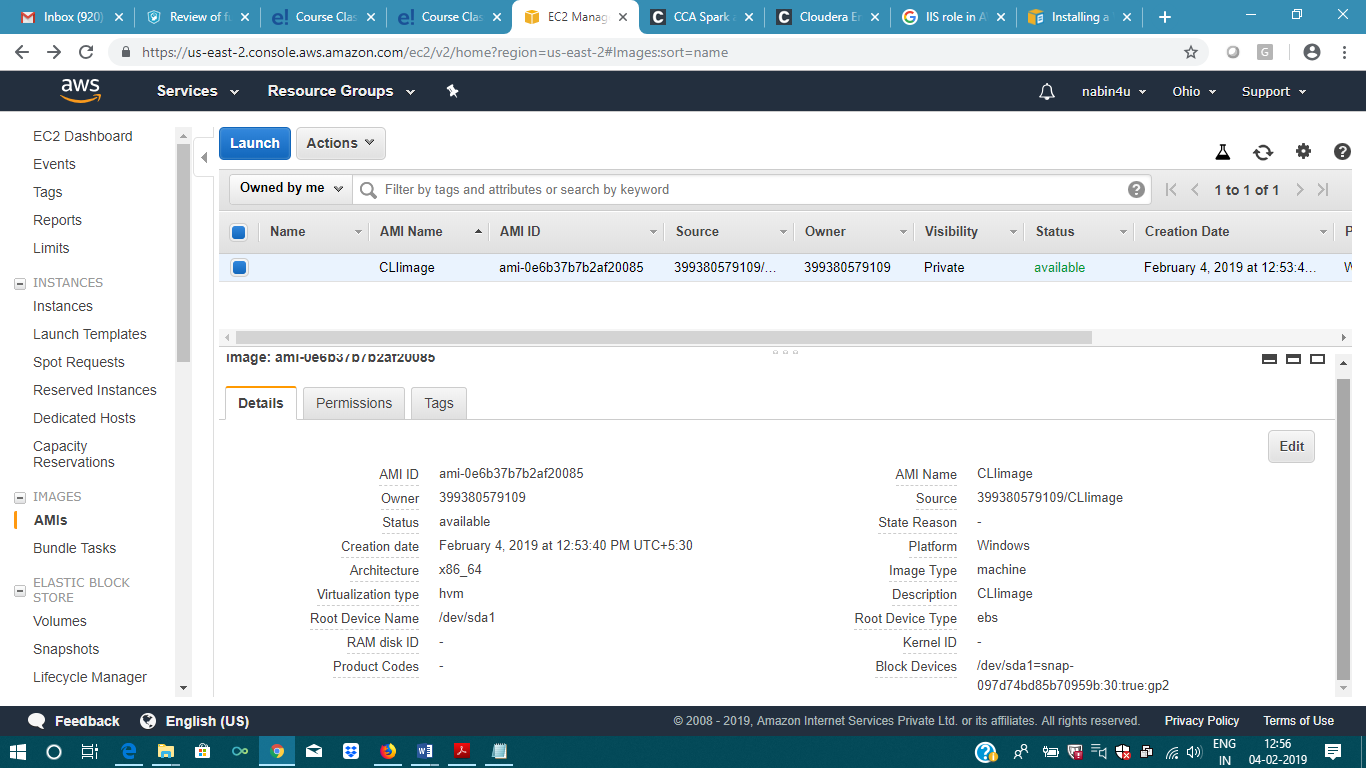 Inbox (920)
Review of fu
Course Clas
Course Clas
EC2 Manag
CCA Spark a
Cloudera En
IIS role in A
Installing a
https://us-east-2.console.aws.amazon.com/ec2/v2/home?region=us-east-2#Images:sort=name
aws Services Resource Groups nabin4u Ohio Support
EC2 Dashboard
Events
Tags
Reports
Limits
INSTANCES
Instances
Launch Templates
Spot Requests
Reserved Instances
Dedicated Hosts
Capacity
Reservations
IMAGES
AMIs
Bundle Tasks
ELASTIC BLOCK
STORE
Volumes
Snapshots
Lifecycle Manager
Launch Actions
Owned by me Filter by tags and attributes or search by keyword 1 to 1 of 1
Name AMI Name AMI ID Source Owner Visibility Status Creation Date P
CLIimage ami-0e6b37b7b2af20085 399380579109/... 399380579109 Private available February 4, 2019 at 12:53:4... W
Image: ami-0e6b37b7b2af20085
Details Permissions Tags
Edit
AMI ID ami-0e6b37b7b2af20085
Owner 399380579109
Status available
Creation date February 4, 2019 at 12:53:40 PM UTC+5:30
Architecture x86_64
Virtualization type hvm
Root Device Name /dev/sda1
RAM disk ID -
Product Codes -
AMI Name CLIimage
Source 399380579109/CLIimage
State Reason -
Platform Windows
Image Type machine
Description CLIimage
Root Device Type ebs
Kernel ID -
Block Devices /dev/sda1=snap-
097d74bd85b70959b:30:true:gp2
Feedback English (US) © 2008 - 2019, Amazon Internet Services Private Ltd. or its affiliates. All rights reserved. Privacy Policy Terms of Use
ENG
IN
12:56
04-02-2019